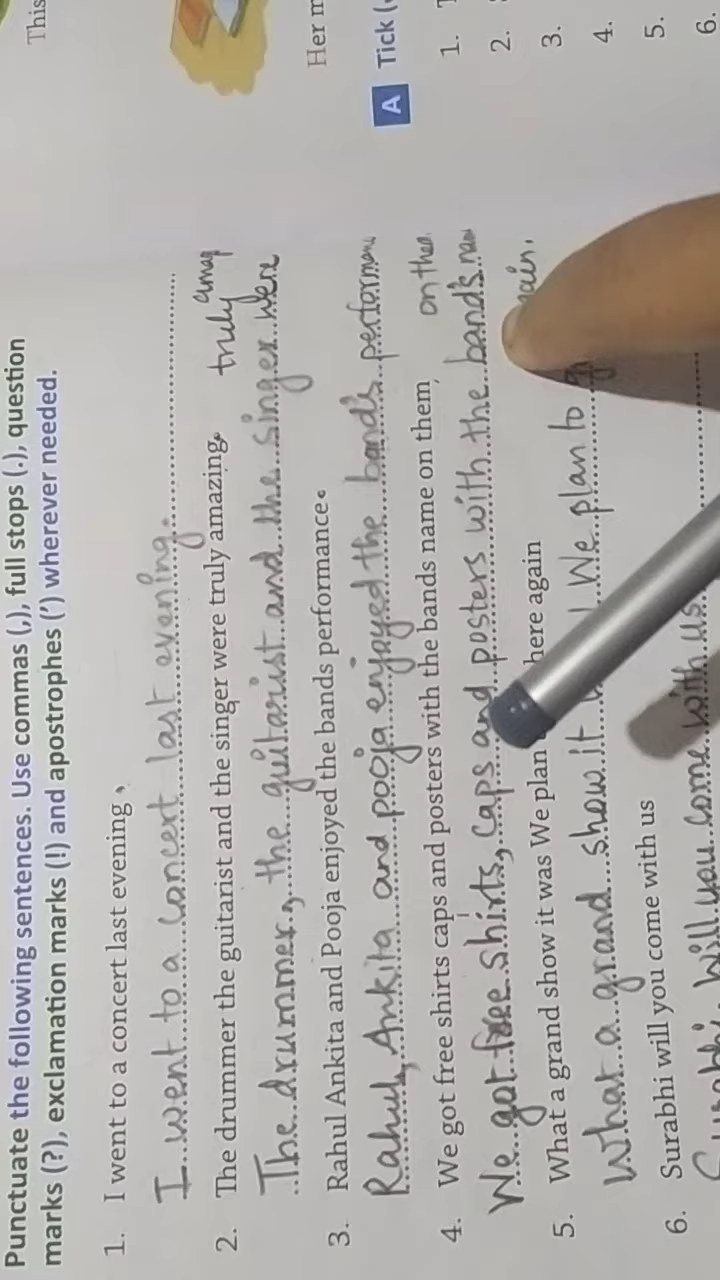 Punctuate the following sentences. Use commas (,), full stops (.), question
marks (?), exclamation marks (!) and apostrophes (’) wherever needed.
1. I went to a concert last evening
I went to a concert last evening.
2. The drummer the guitarist and the singer were truly amazing. truly
The drummer, the guitarist and the singer were
3. Rahul Ankita and Pooja enjoyed the bands performance.
Rahul, Ankita and pooja enjoyed the band's
4. We got free shirts caps and posters with the bands name on them,
We got free shirts, caps and posters with the band's
5. What a grand show it was We plan here again
What a grand show it ! We plan to
6. Surabhi will you come with us
will you come with us
This
Her m
A Tick (
1.
2.
3.
4.
5.
6.